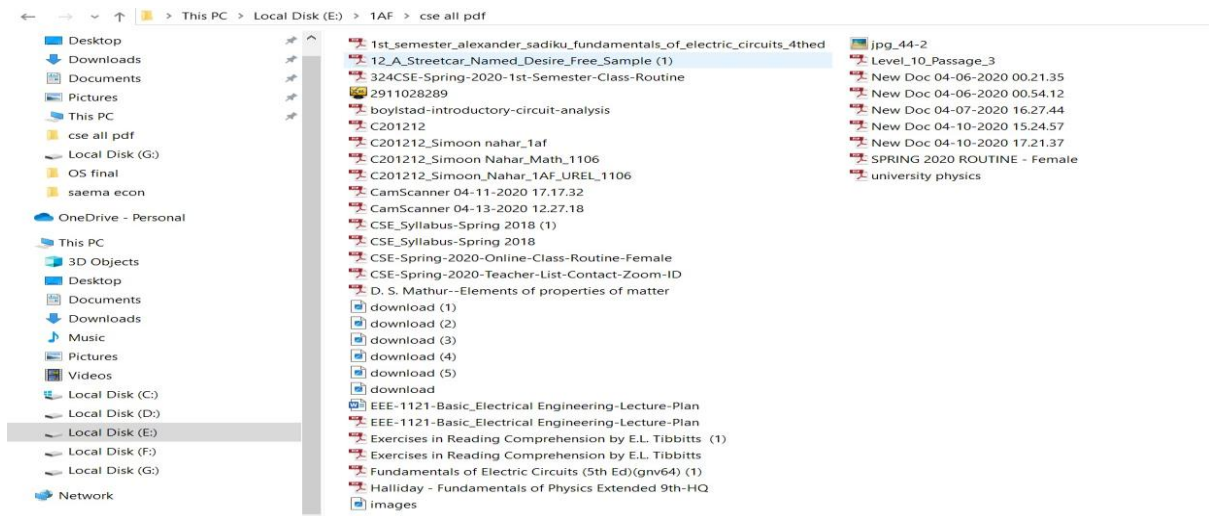 This PC > Local Disk (E:) > 1AF > cse all pdf
Desktop
Downloads
Documents
Pictures
This PC
cse all pdf
Local Disk (G:)
OS final
saema econ
OneDrive - Personal
This PC
3D Objects
Desktop
Documents
Downloads
Music
Pictures
Videos
Local Disk (C:)
Local Disk (D:)
Local Disk (E:)
Local Disk (F:)
Local Disk (G:)
Network
1st_semester_alexander_sadiku_fundamentals_of_electric_circuits_4thed
12_A_Streetcar_Named_Desire_Free_Sample (1)
324CSE-Spring-2020-1st-Semester-Class-Routine
2911028289
boylstad-introductory-circuit-analysis
C201212
C201212_Simoon nahar_1af
C201212_Simoon Nahar_Math_1106
C201212_Simoon_Nahar_1AF_UREL_1106
CamScanner 04-11-2020 17.17.32
CamScanner 04-13-2020 12.27.18
CSE_Syllabus-Spring 2018 (1)
CSE_Syllabus-Spring 2018
CSE-Spring-2020-Online-Class-Routine-Female
CSE-Spring-2020-Teacher-List-Contact-Zoom-ID
D. S. Mathur--Elements of properties of matter
download (1)
download (2)
download (3)
download (4)
download (5)
download
EEE-1121-Basic_Electrical Engineering-Lecture-Plan
EEE-1121-Basic_Electrical Engineering-Lecture-Plan
Exercises in Reading Comprehension by E.L. Tibbitts (1)
Exercises in Reading Comprehension by E.L. Tibbitts
Fundamentals of Electric Circuits (5th Ed)(gnv64) (1)
Halliday - Fundamentals of Physics Extended 9th-HQ
images
jpg_44-2
Level_10_Passage_3
New Doc 04-06-2020 00.21.35
New Doc 04-06-2020 00.54.12
New Doc 04-07-2020 16.27.44
New Doc 04-10-2020 15.24.57
New Doc 04-10-2020 17.21.37
SPRING 2020 ROUTINE - Female
university physics